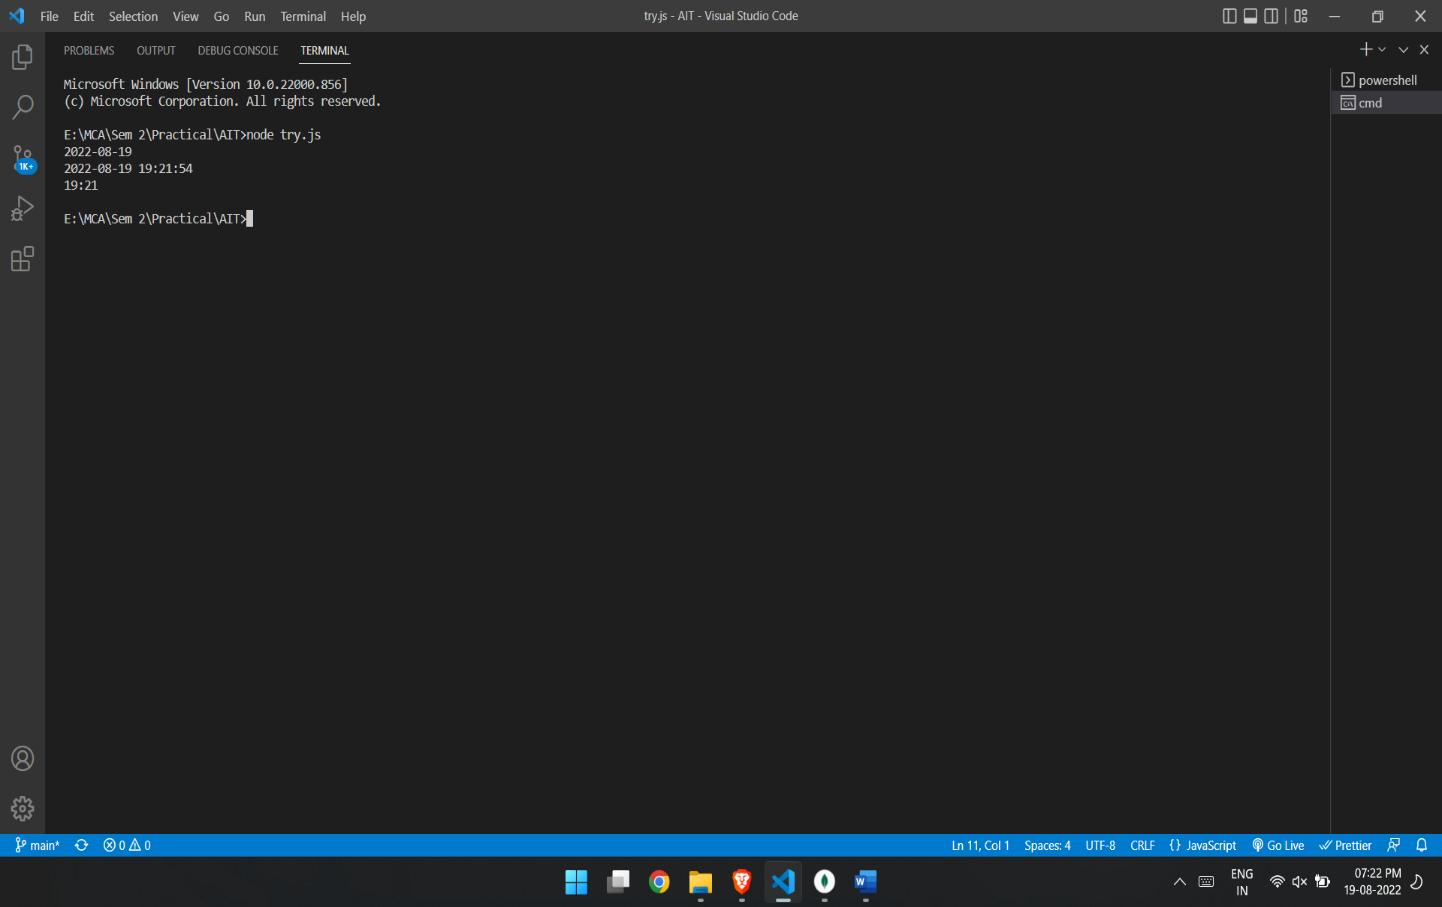 File Edit Selection View Go Run Terminal Help
try.js - AIT - Visual Studio Code
PROBLEMS OUTPUT DEBUG CONSOLE TERMINAL
Microsoft Windows [Version 10.0.22000.856]
(c) Microsoft Corporation. All rights reserved.
E:\MCA\Sem 2\Practical\AIT>node try.js
2022-08-19
2022-08-19 19:21:54
19:21
E:\MCA\Sem 2\Practical\AIT>
powershell
cmd
1K+
main* 0 0
Ln 11, Col 1 Spaces: 4 UTF-8 CRLF {} JavaScript Go Live Prettier
ENG
IN
07:22 PM
19-08-2022